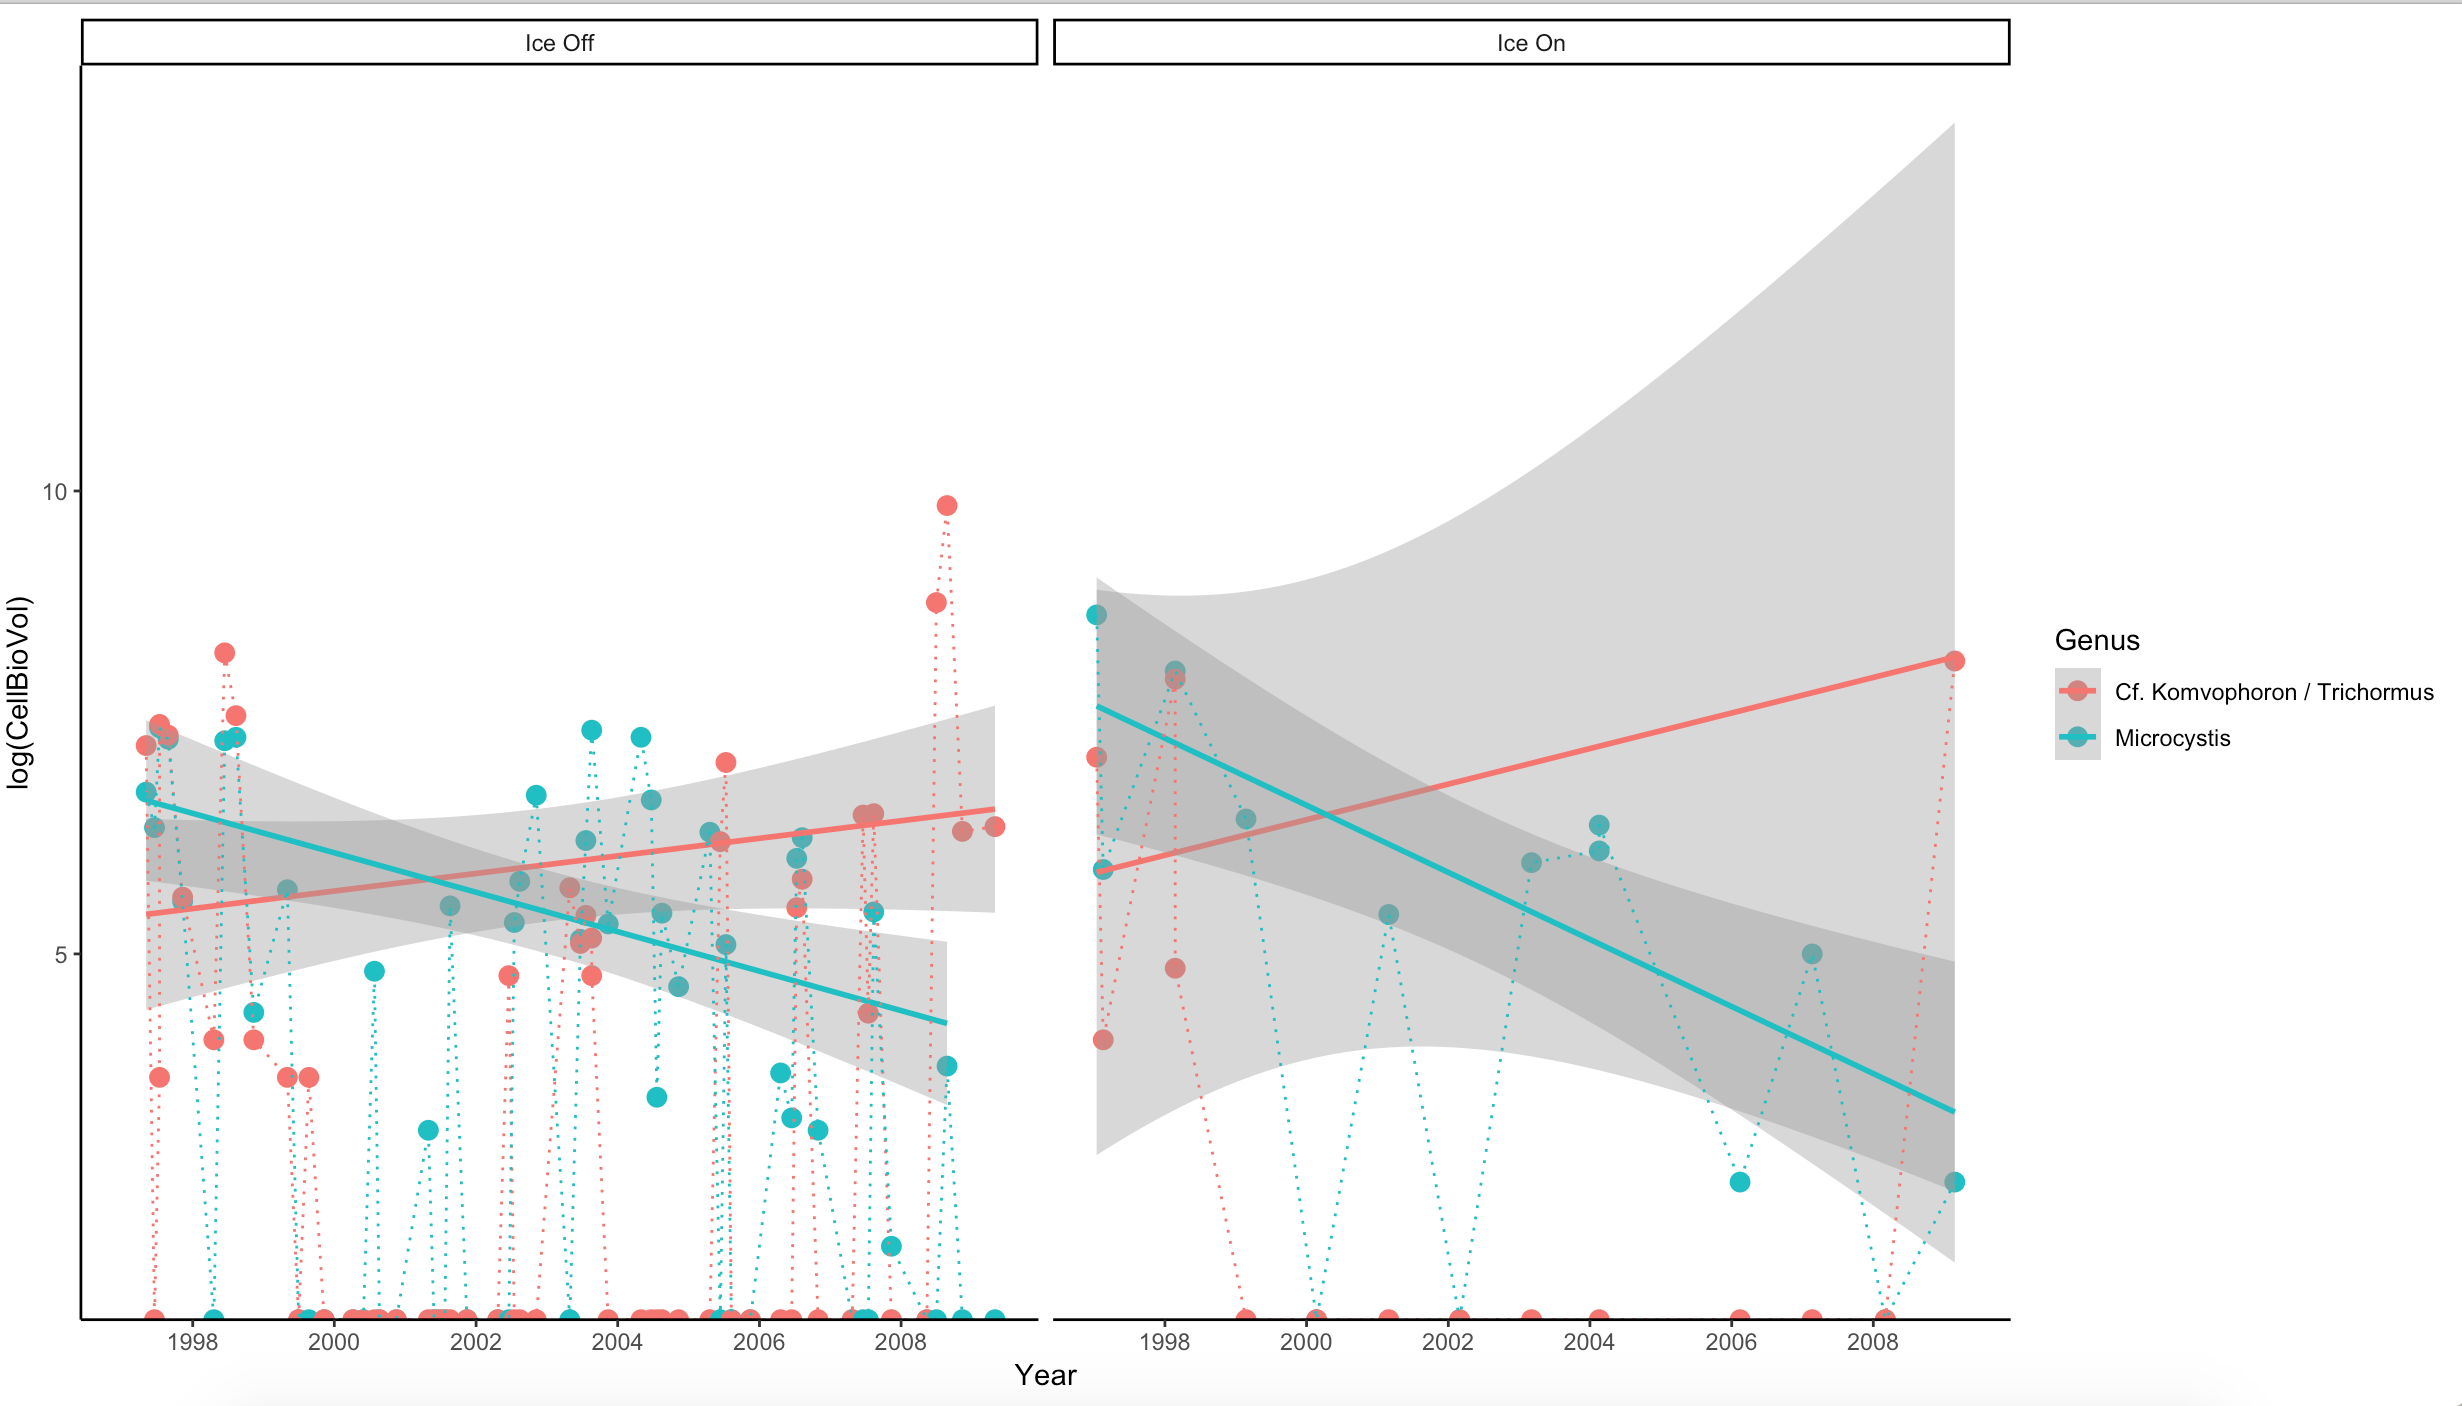 Ice Off
Ice On
log(CellBioVol)
10
5
1998 2000 2002 2004 2006 2008
1998 2000 2002 2004 2006 2008
Year
Genus
Cf. Komvophoron / Trichormus
Microcystis